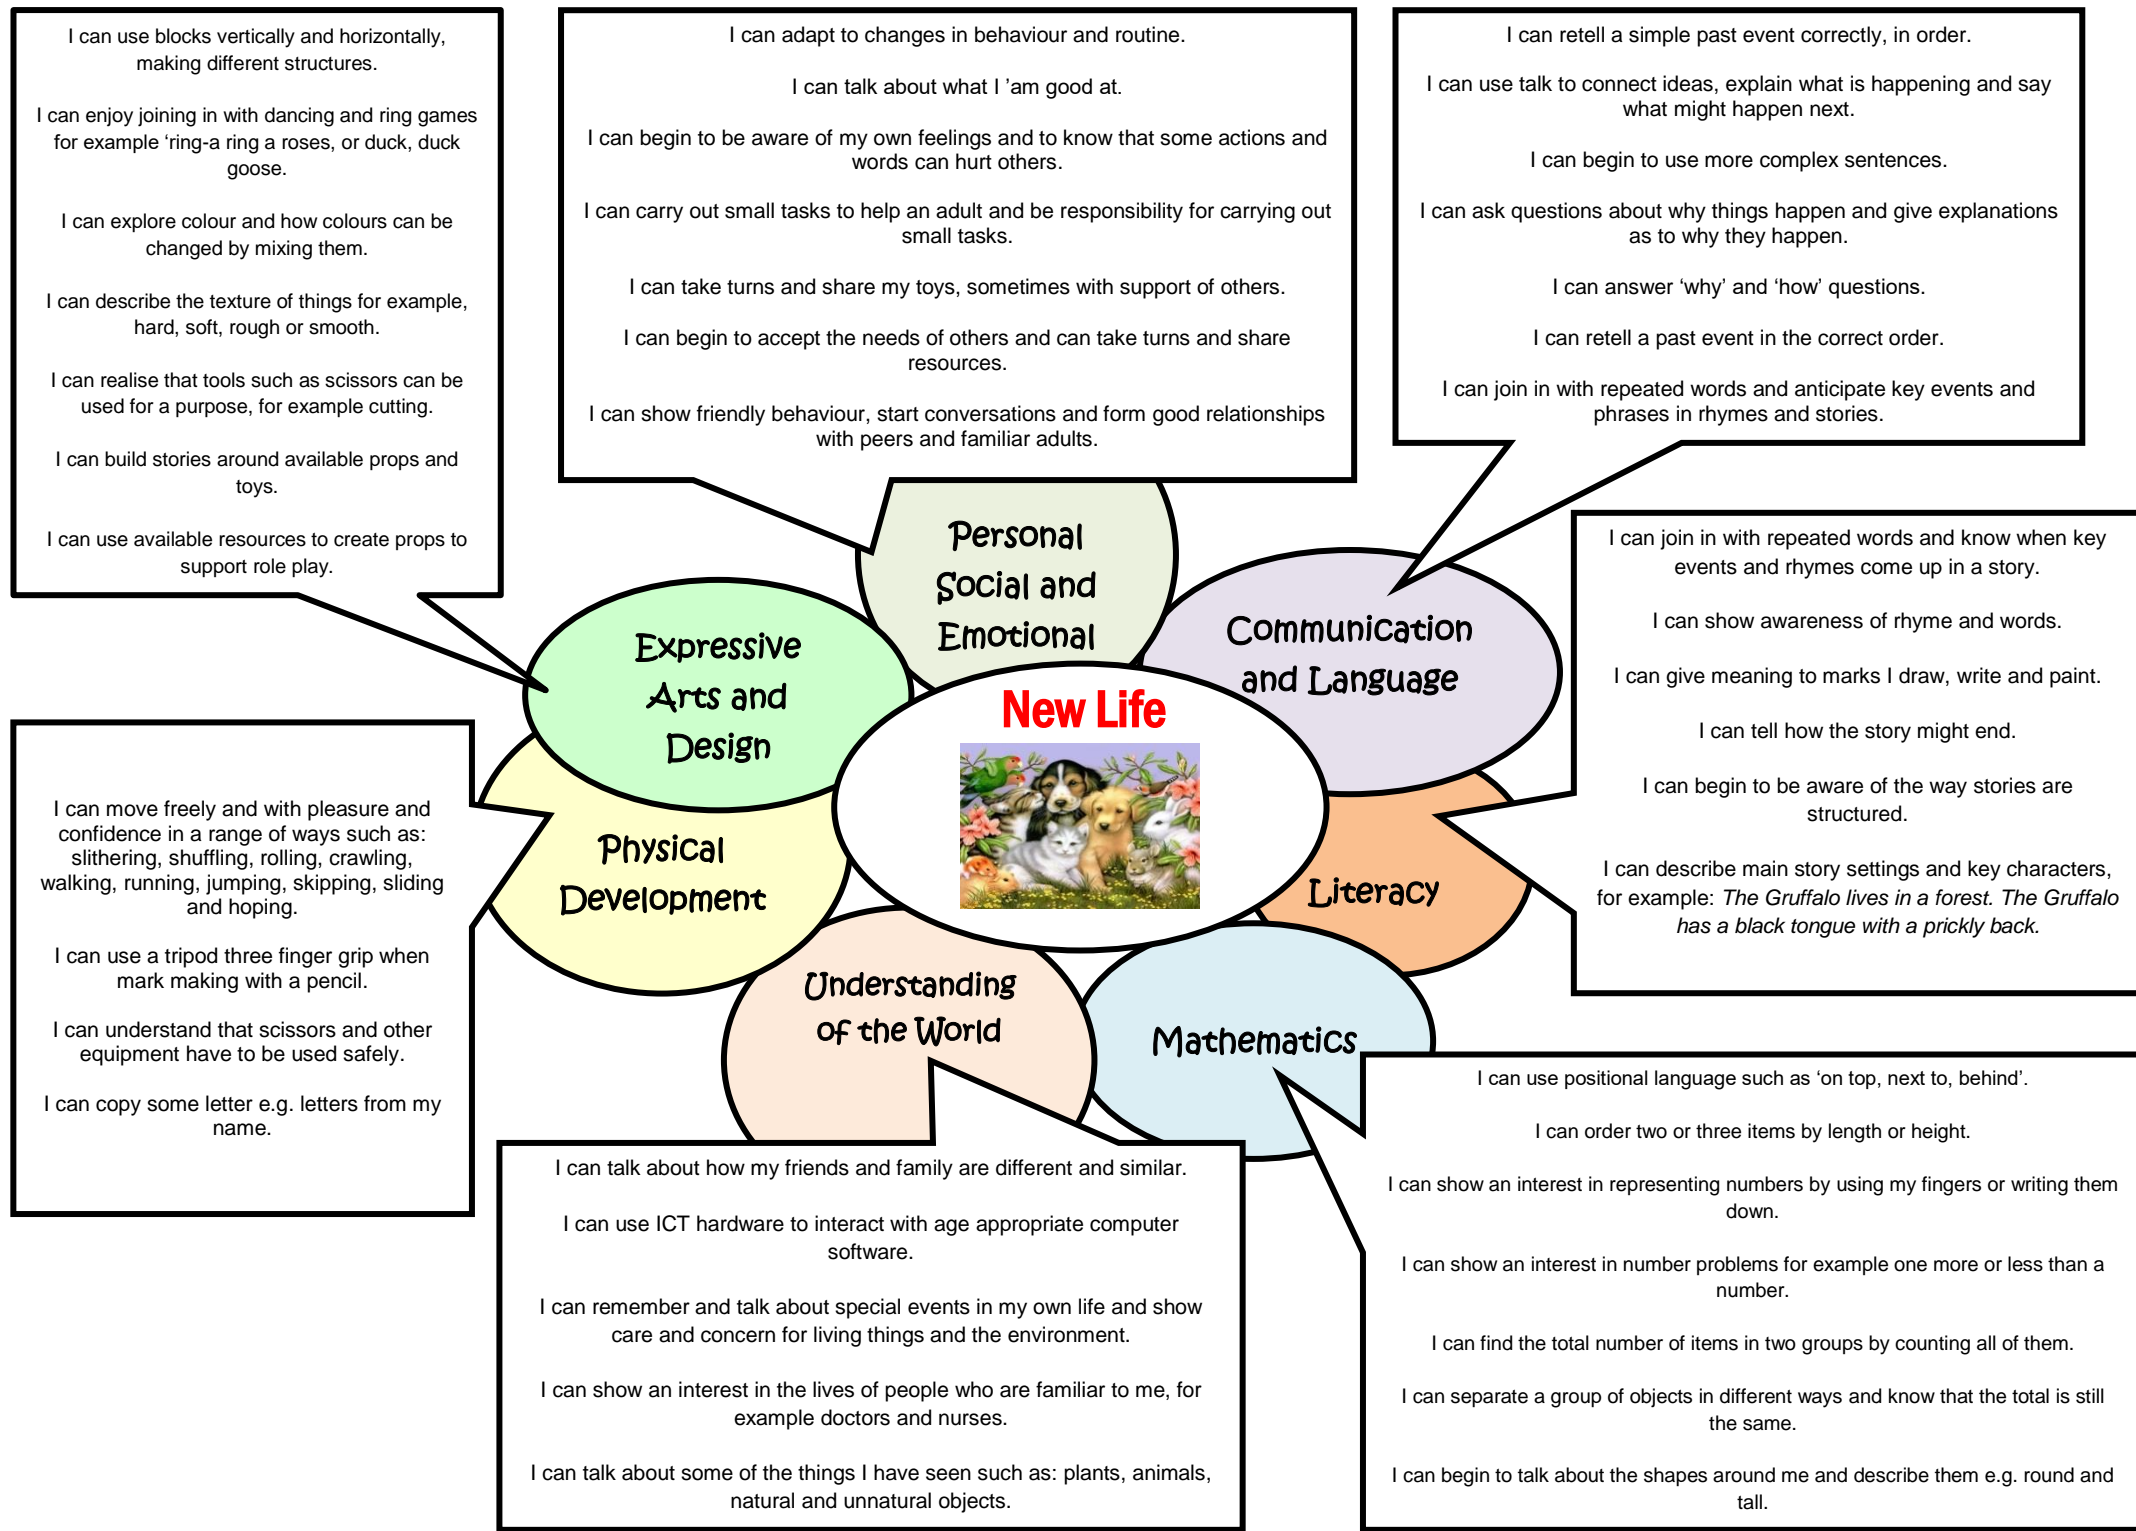 I can use blocks vertically and horizontally,
making different structures.
I can enjoy joining in with dancing and ring games
for example ‘ring-a ring a roses, or duck, duck
goose.
I can explore colour and how colours can be
changed by mixing them.
I can describe the texture of things for example,
hard, soft, rough or smooth.
I can realise that tools such as scissors can be
used for a purpose, for example cutting.
I can build stories around available props and
toys.
I can use available resources to create props to
support role play.
I can adapt to changes in behaviour and routine.
I can talk about what I ’am good at.
I can begin to be aware of my own feelings and to know that some actions and
words can hurt others.
I can carry out small tasks to help an adult and be responsibility for carrying out
small tasks.
I can take turns and share my toys, sometimes with support of others.
I can begin to accept the needs of others and can take turns and share
resources.
I can show friendly behaviour, start conversations and form good relationships
with peers and familiar adults.
I can retell a simple past event correctly, in order.
I can use talk to connect ideas, explain what is happening and say
what might happen next.
I can begin to use more complex sentences.
I can ask questions about why things happen and give explanations
as to why they happen.
I can answer ‘why’ and ‘how’ questions.
I can retell a past event in the correct order.
I can join in with repeated words and anticipate key events and
phrases in rhymes and stories.
Personal
Social and
Emotional
Communication
and Language
Expressive
Arts and
Design
New Life
Physical
Development
Literacy
Understanding
of the World
Mathematics
I can join in with repeated words and know when key
events and rhymes come up in a story.
I can show awareness of rhyme and words.
I can give meaning to marks I draw, write and paint.
I can tell how the story might end.
I can begin to be aware of the way stories are
structured.
I can describe main story settings and key characters,
for example: The Gruffalo lives in a forest. The Gruffalo
has a black tongue with a prickly back.
I can move freely and with pleasure and
confidence in a range of ways such as:
slithering, shuffling, rolling, crawling,
walking, running, jumping, skipping, sliding
and hoping.
I can use a tripod three finger grip when
mark making with a pencil.
I can understand that scissors and other
equipment have to be used safely.
I can copy some letter e.g. letters from my
name.
I can talk about how my friends and family are different and similar.
I can use ICT hardware to interact with age appropriate computer
software.
I can remember and talk about special events in my own life and show
care and concern for living things and the environment.
I can show an interest in the lives of people who are familiar to me, for
example doctors and nurses.
I can talk about some of the things I have seen such as: plants, animals,
natural and unnatural objects.
I can use positional language such as ‘on top, next to, behind’.
I can order two or three items by length or height.
I can show an interest in representing numbers by using my fingers or writing them
down.
I can show an interest in number problems for example one more or less than a
number.
I can find the total number of items in two groups by counting all of them.
I can separate a group of objects in different ways and know that the total is still
the same.
I can begin to talk about the shapes around me and describe them e.g. round and
tall.